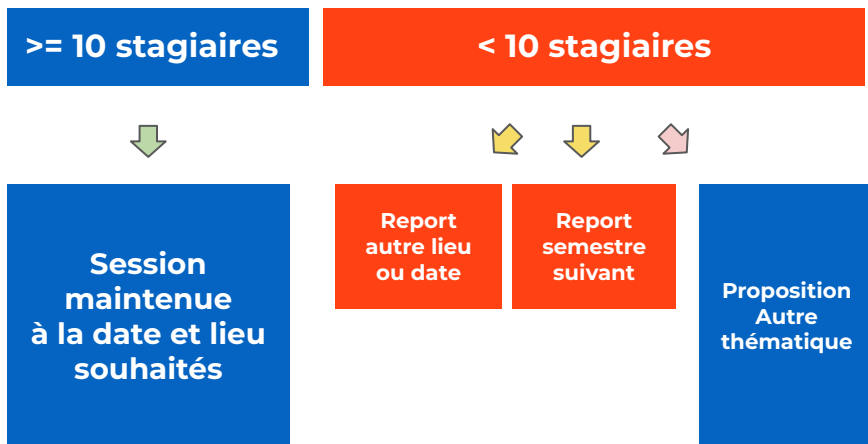 >= 10 stagiaires
< 10 stagiaires
Session
maintenue
à la date et lieu
souhaités
Report
autre lieu
ou date
Report
semestre
suivant
Proposition
Autre
thématique